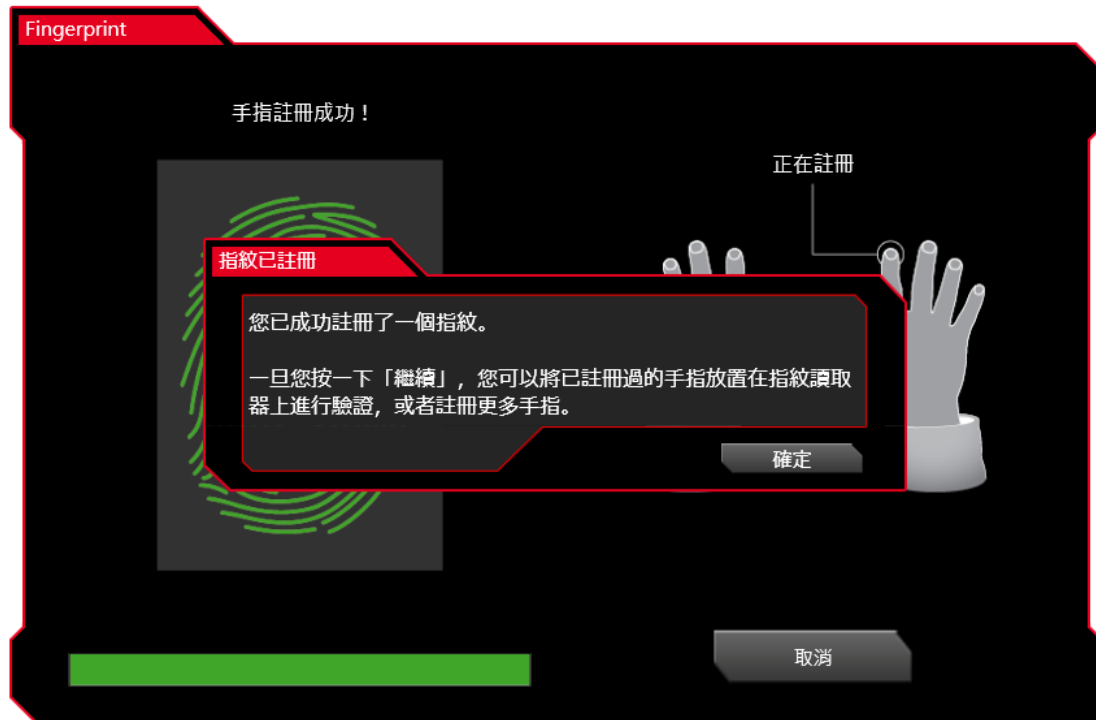 Fingerprint
手指註冊成功！
正在註冊
指紋已註冊
您已成功註冊了一個指紋。
一旦您按一下「繼續」，您可以將已註冊過的手指放置在指紋讀取
器上進行驗證，或者註冊更多手指。
確定
取消